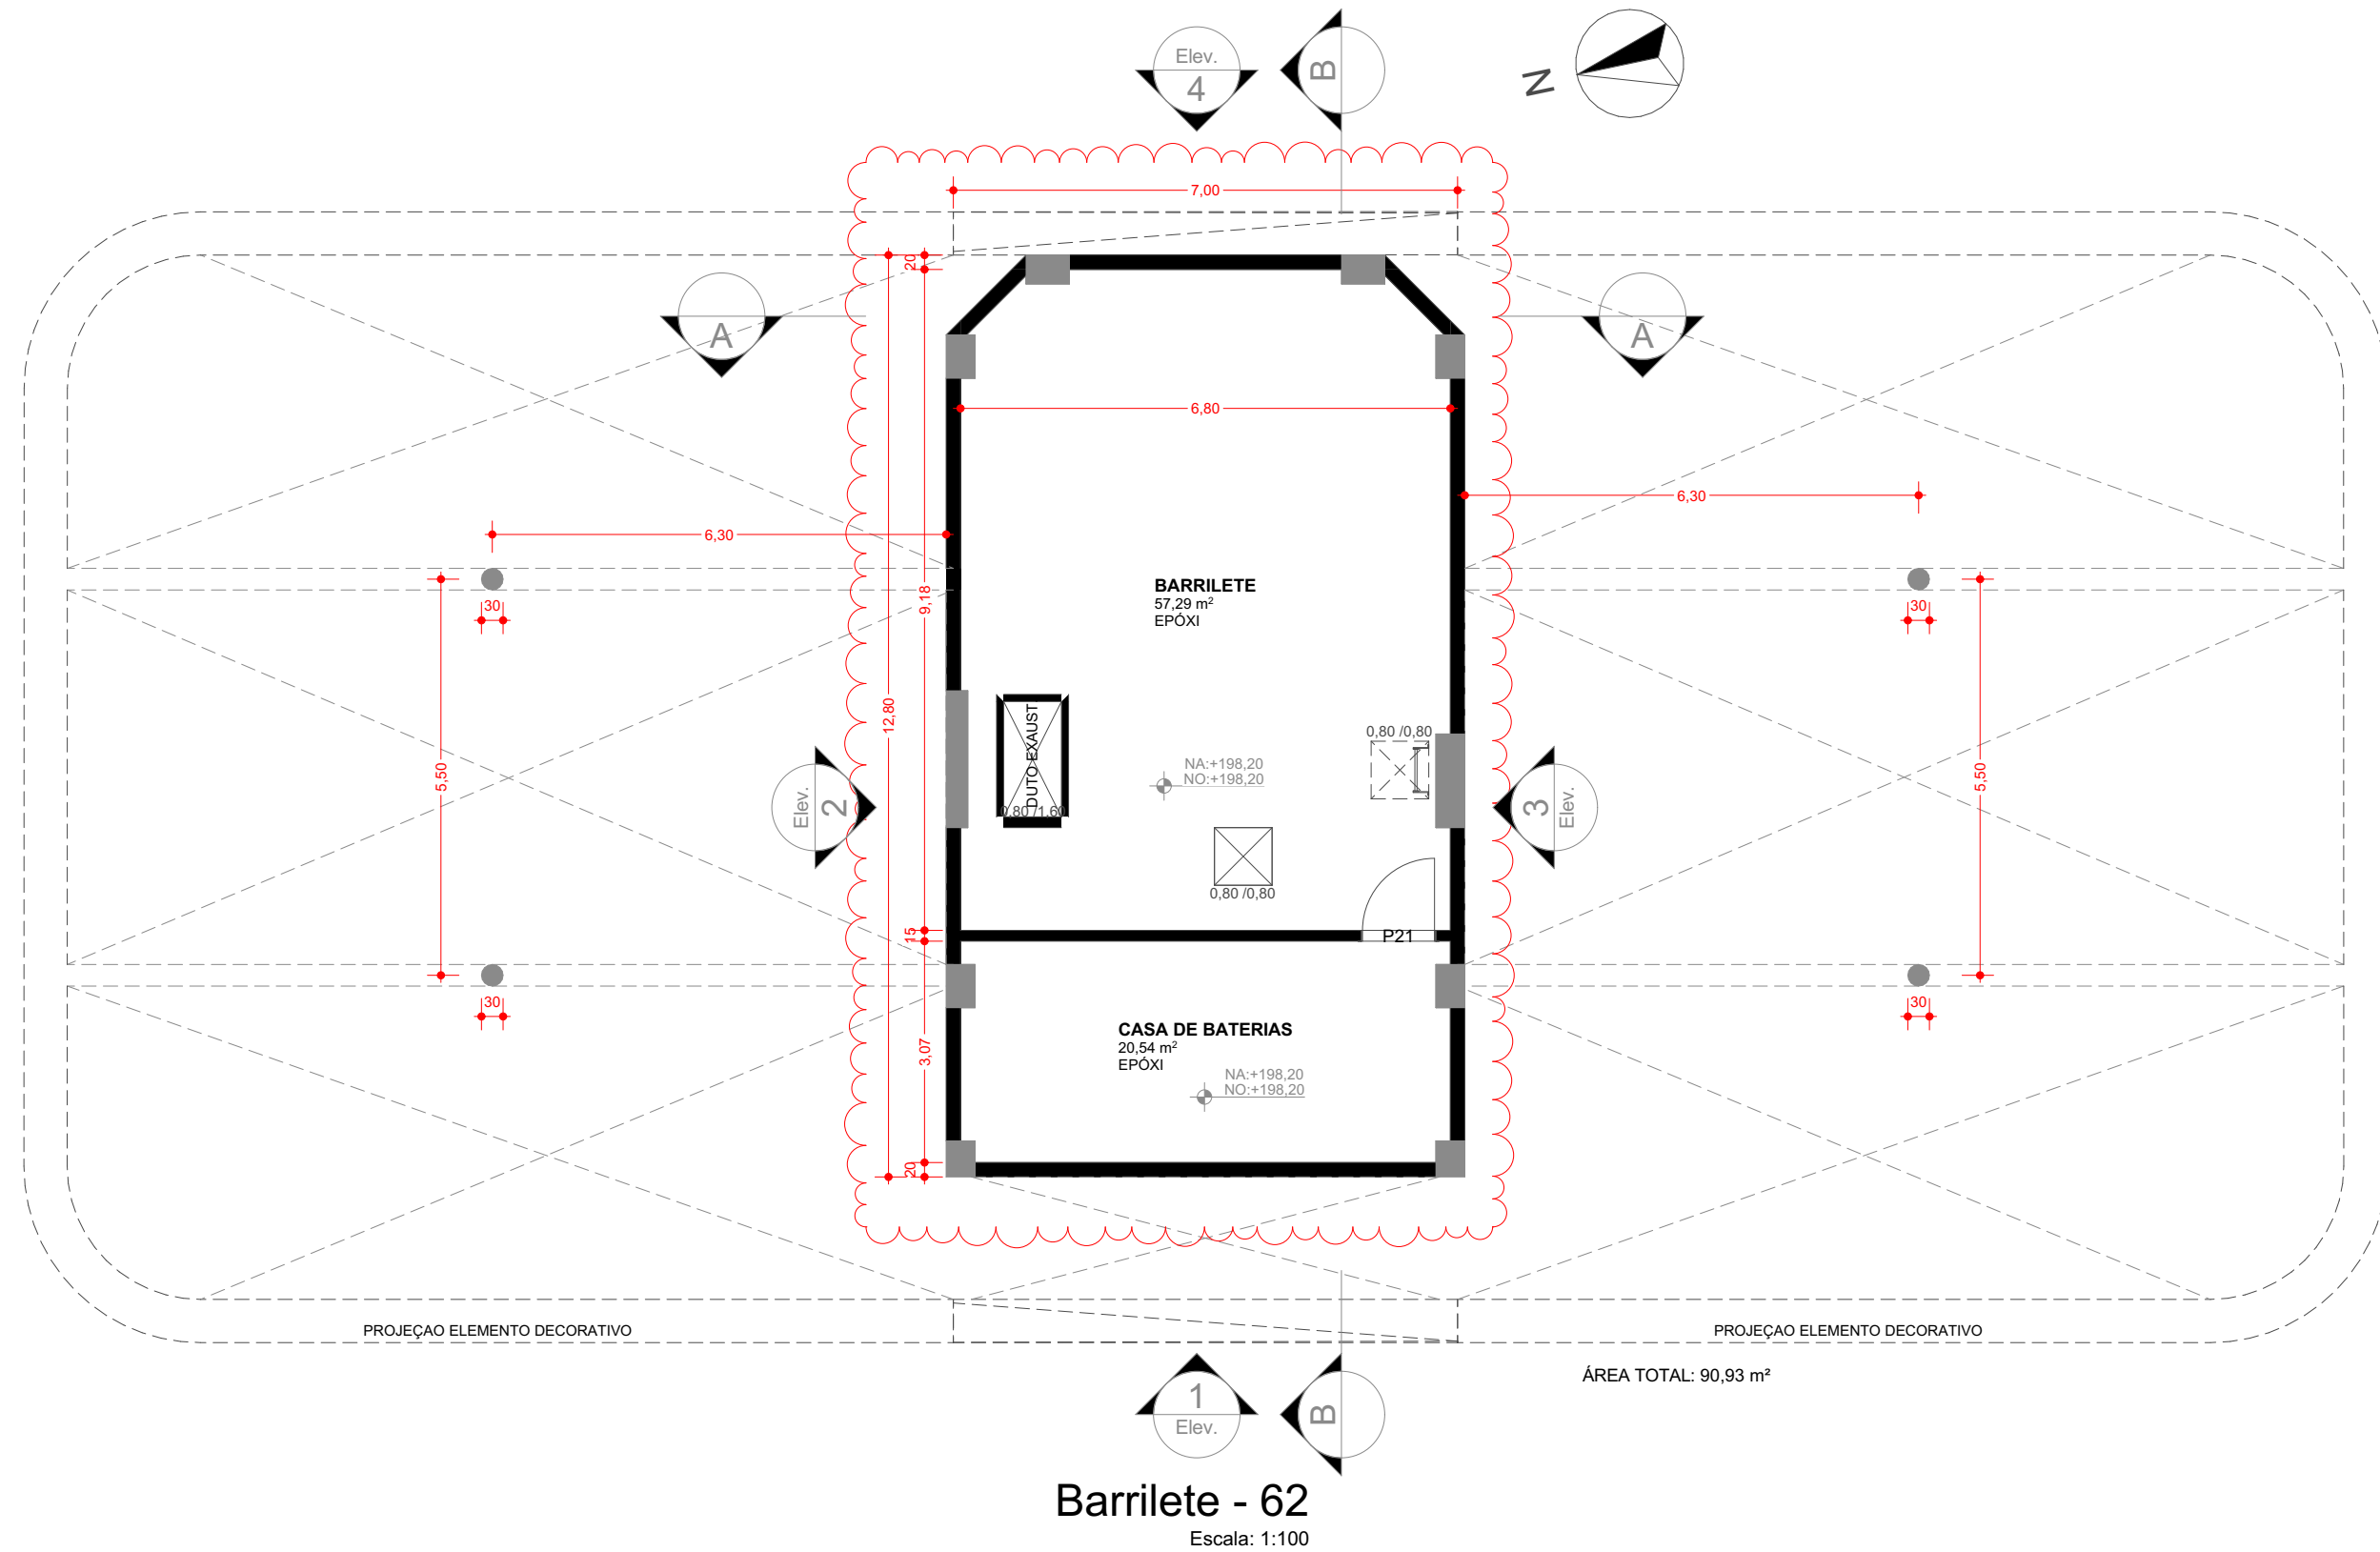 Elev.
4
B
N
7,00
20
A
A
6,80
6,30
6,30
30
9,18
BARRILETE
57,29 m²
EPÓXI
30
12,80
5,50
DUTO EXAUST
0,80 /1,60
0,80 /0,80
NA:+198,20
NO:+198,20
5,50
Elev.
2
3
Elev.
0,80 /0,80
15
P21
30
30
CASA DE BATERIAS
20,54 m²
EPÓXI
3,07
NA:+198,20
NO:+198,20
20
PROJEÇAO ELEMENTO DECORATIVO
PROJEÇAO ELEMENTO DECORATIVO
ÁREA TOTAL: 90,93 m²
1
Elev.
B
Barrilete - 62
Escala: 1:100